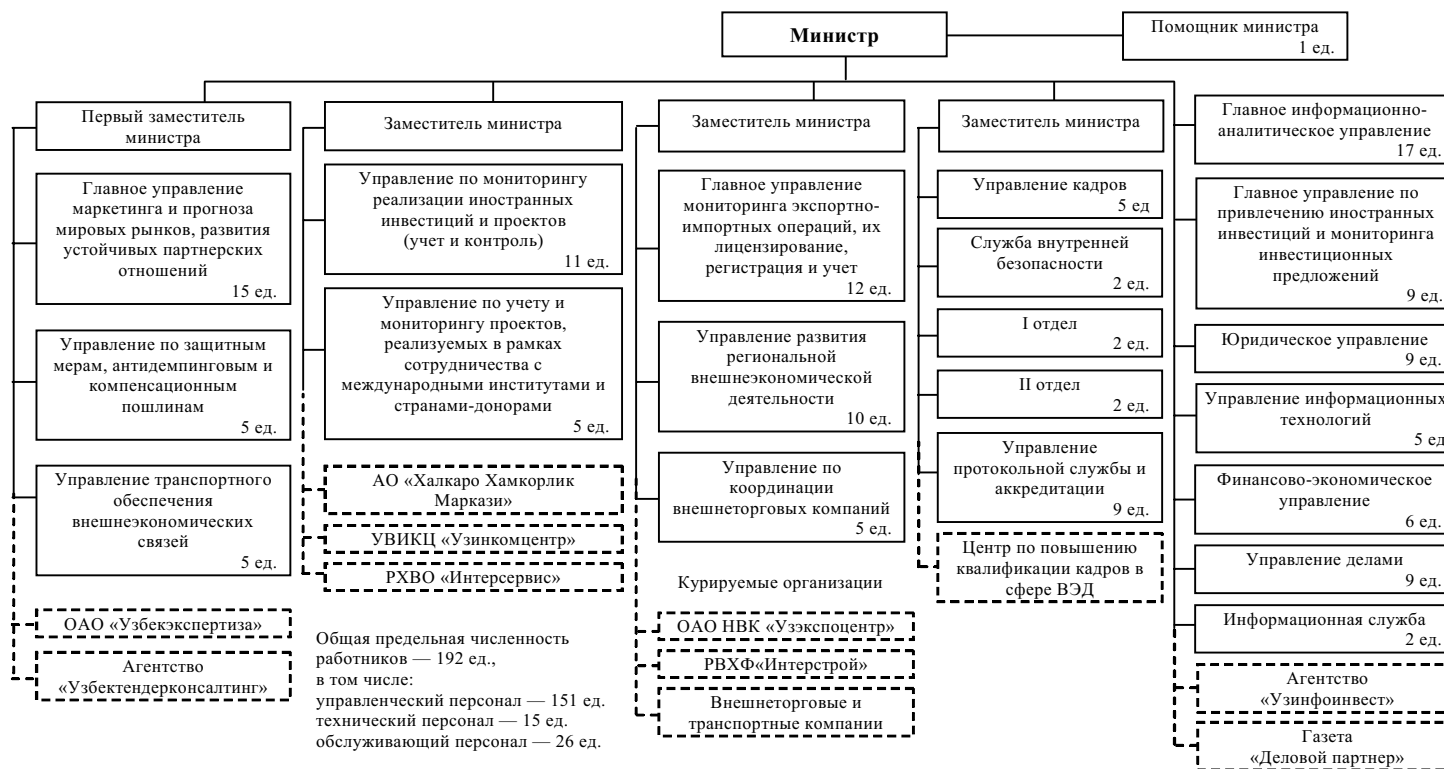 Министр
Помощник министра
1 ед.
Первый заместитель
министра
Главное управление
маркетинга и прогноза
мировых рынков, развития
устойчивых партнерских
отношений
15 ед.
Управление по защитным
мерам, антидемпинговым и
компенсационным
пошлинам
5 ед.
Управление транспортного
обеспечения
внешнеэкономических
связей
5 ед.
ОАО «Узбекэкспертиза»
Агентство
«Узбектендерконсалтинг»
Заместитель министра
Управление по мониторингу
реализации иностранных
инвестиций и проектов
(учет и контроль)
11 ед.
Управление по учету и
мониторингу проектов,
реализуемых в рамках
сотрудничества с
международными институтами и
странами-донорами
5 ед.
АО «Халкаро Хамкорлик
Маркази»
УВИКЦ «Узинкомцентр»
РХВО «Интерсервис»
Общая предельная численность
работников — 192 ед.,
в том числе:
управленческий персонал — 151 ед.
технический персонал — 15 ед.
обслуживающий персонал — 26 ед.
Заместитель министра
Главное управление
мониторинга экспортно-
импортных операций, их
лицензирование,
регистрация и учет
12 ед.
Управление развития
региональной
внешнеэкономической
деятельности
10 ед.
Управление по
координации
внешнеторговых компаний
5 ед.
Курируемые организации
ОАО НВК «Узэкспоцентр»
РВХФ«Интерстрой»
Внешнеторговые и
транспортные компании
Заместитель министра
Управление кадров
5 ед
Служба внутренней
безопасности
2 ед.
I отдел
2 ед.
II отдел
2 ед.
Управление
протокольной службы и
аккредитации
9 ед.
Центр по повышению
квалификации кадров в
сфере ВЭД
Главное информационно-
аналитическое управление
17 ед.
Главное управление по
привлечению иностранных
инвестиций и мониторинга
инвестиционных
предложений
9 ед.
Юридическое управление
9 ед.
Управление информационных
технологий
5 ед
Финансово-экономическое
управление
6 ед.
Управление делами
9 ед.
Информационная служба
2 ед.
Агентство
«Узинфоинвест»
Газета
«Деловой партнер»